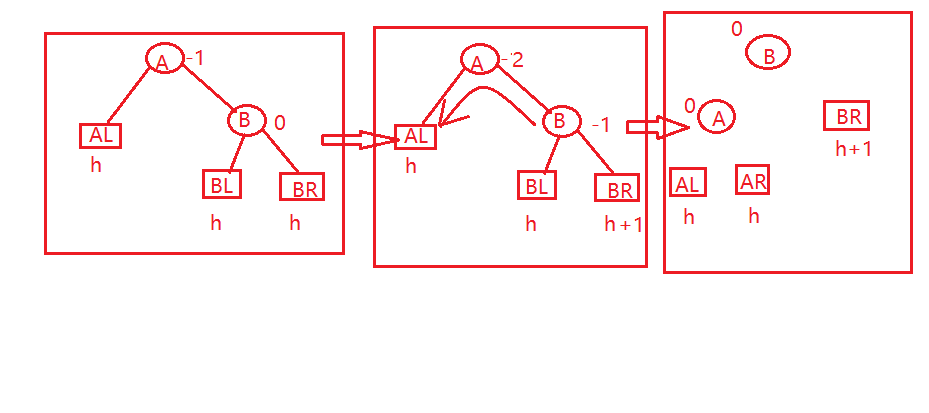 A -1
B 0
AL
h
BL BR
h h
A -2
B -1
AL
h
BL BR
h h+1
0
B
0 A
BR
h+1
AL AR
h h